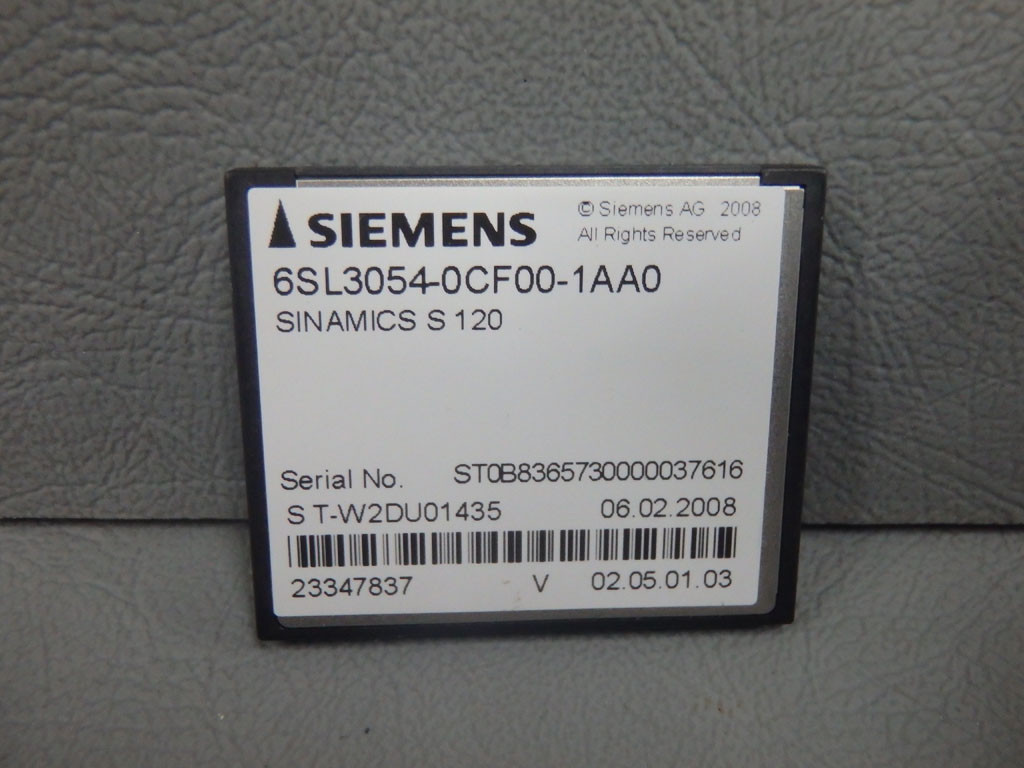 SIEMENS
© Siemens AG 2008
All Rights Reserved
6SL3054-0CF00-1AA0
SINAMICS S 120
Serial No. ST0B8365730000037616
S T-W2DU01435 06.02.2008
23347837 V 02.05.01.03